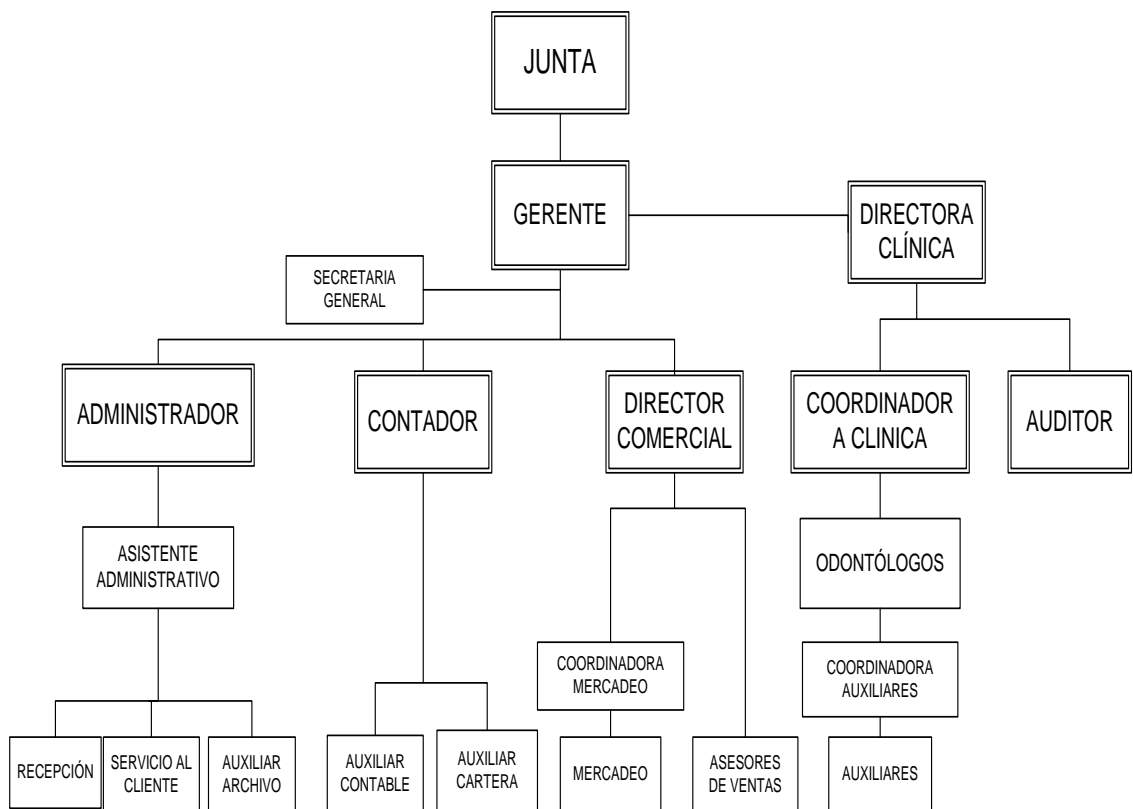 JUNTA
GERENTE
DIRECTORA
CLÍNICA
SECRETARIA
GENERAL
ADMINISTRADOR
CONTADOR
DIRECTOR
COMERCIAL
COORDINADOR
A CLINICA
AUDITOR
ASISTENTE
ADMINISTRATIVO
ODONTÓLOGOS
COORDINADORA
MERCADEO
COORDINADORA
AUXILIARES
RECEPCIÓN
SERVICIO AL
CLIENTE
AUXILIAR
ARCHIVO
AUXILIAR
CONTABLE
AUXILIAR
CARTERA
MERCADEO
ASESORES
DE VENTAS
AUXILIARES